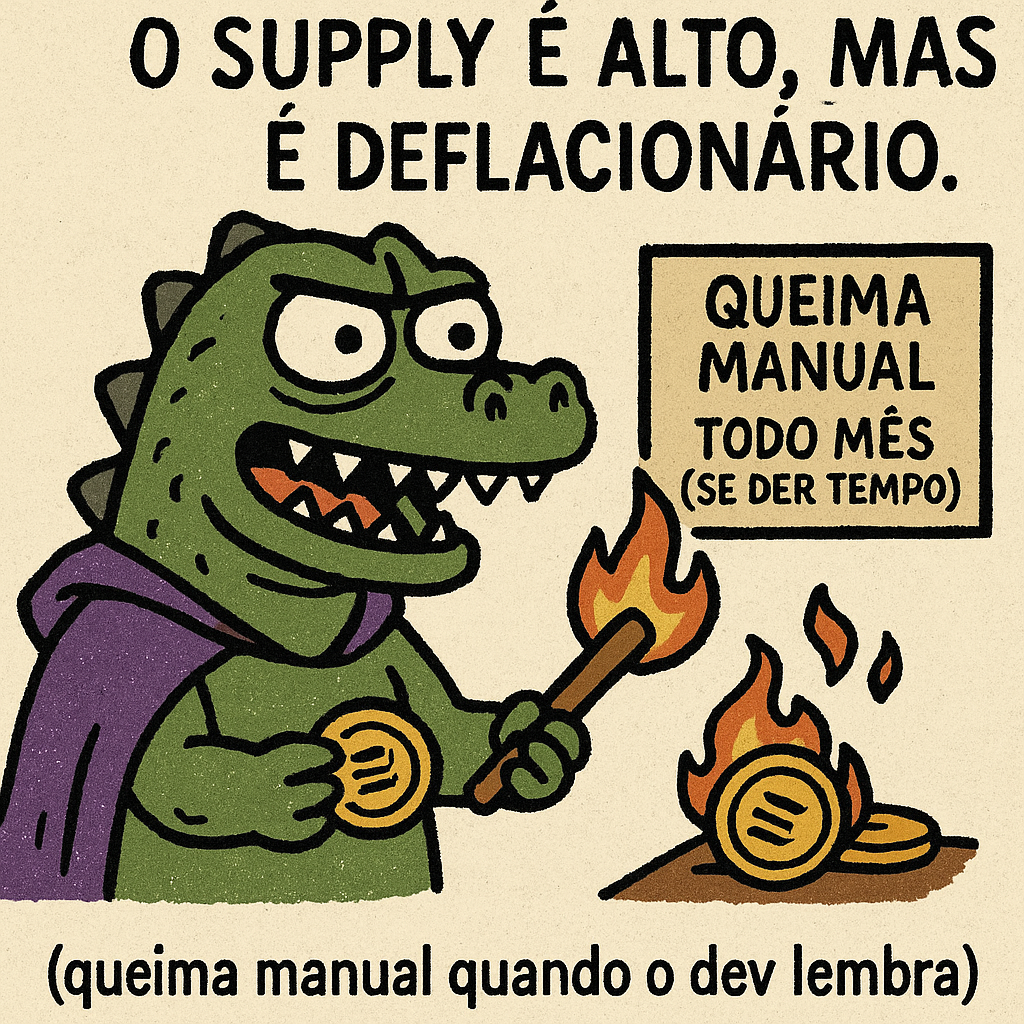 O SUPPLY É ALTO, MAS
É DEFLACIONÁRIO.
QUEIMA
MANUAL
TODO MÊS
(SE DER TEMPO)
(queima manual quando o dev lembra)